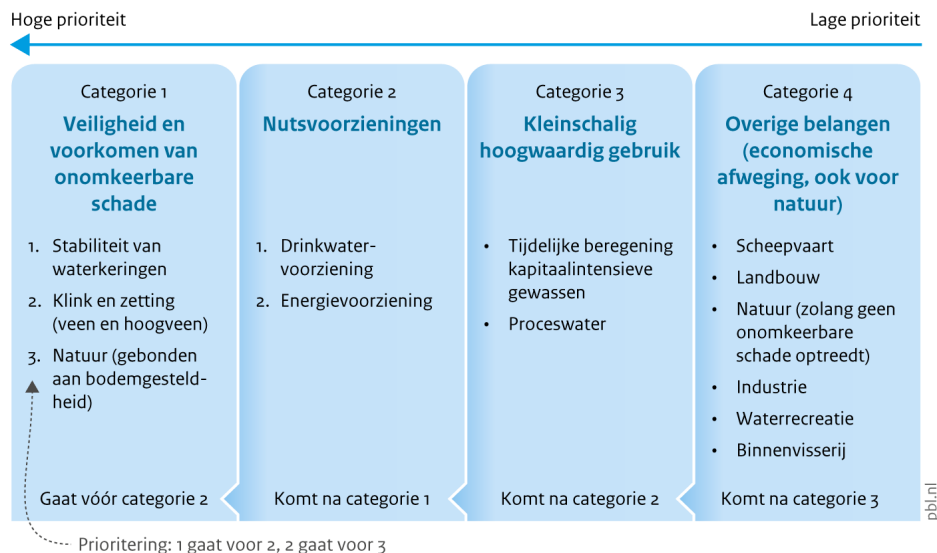 Hoge prioriteit
Lage prioriteit
Categorie 1
Veiligheid en
voorkomen van
onomkeerbare
schade
1. Stabiliteit van
waterkeringen
2. Klink en zetting
(veen en hoogveen)
3. Natuur (gebonden
aan bodemgesteld-
heid)
Gaat vóór categorie 2
Categorie 2
Nutsvoorzieningen
1. Drinkwater-
voorziening
2. Energievoorziening
Komt na categorie 1
Categorie 3
Kleinschalig
hoogwaardig gebruik
• Tijdelijke beregening
kapitaalintensieve
gewassen
• Proceswater
Komt na categorie 2
Categorie 4
Overige belangen
(economische
afweging, ook voor
natuur)
• Scheepvaart
• Landbouw
• Natuur (zolang geen
onomkeerbare
schade optreedt)
• Industrie
• Waterrecreatie
• Binnenvisserij
Komt na categorie 3
Prioritering: 1 gaat voor 2, 2 gaat voor 3
pbl.nl